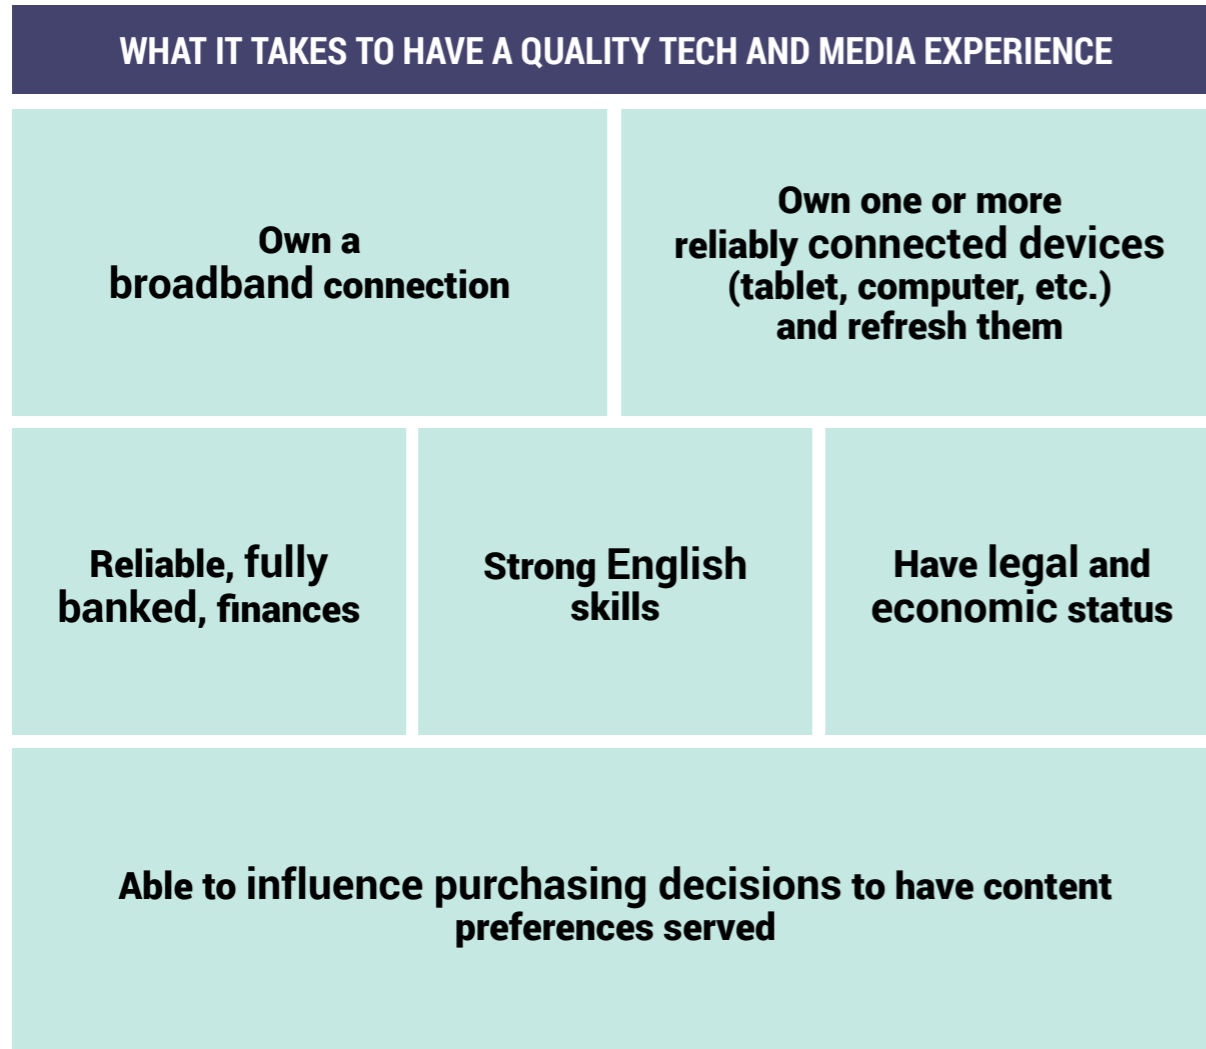 WHAT IT TAKES TO HAVE A QUALITY TECH AND MEDIA EXPERIENCE
Own a
broadband connection
Own one or more
reliably connected devices
(tablet, computer, etc.)
and refresh them
Reliable, fully
banked, finances
Strong English
skills
Have legal and
economic status
Able to influence purchasing decisions to have content
preferences served